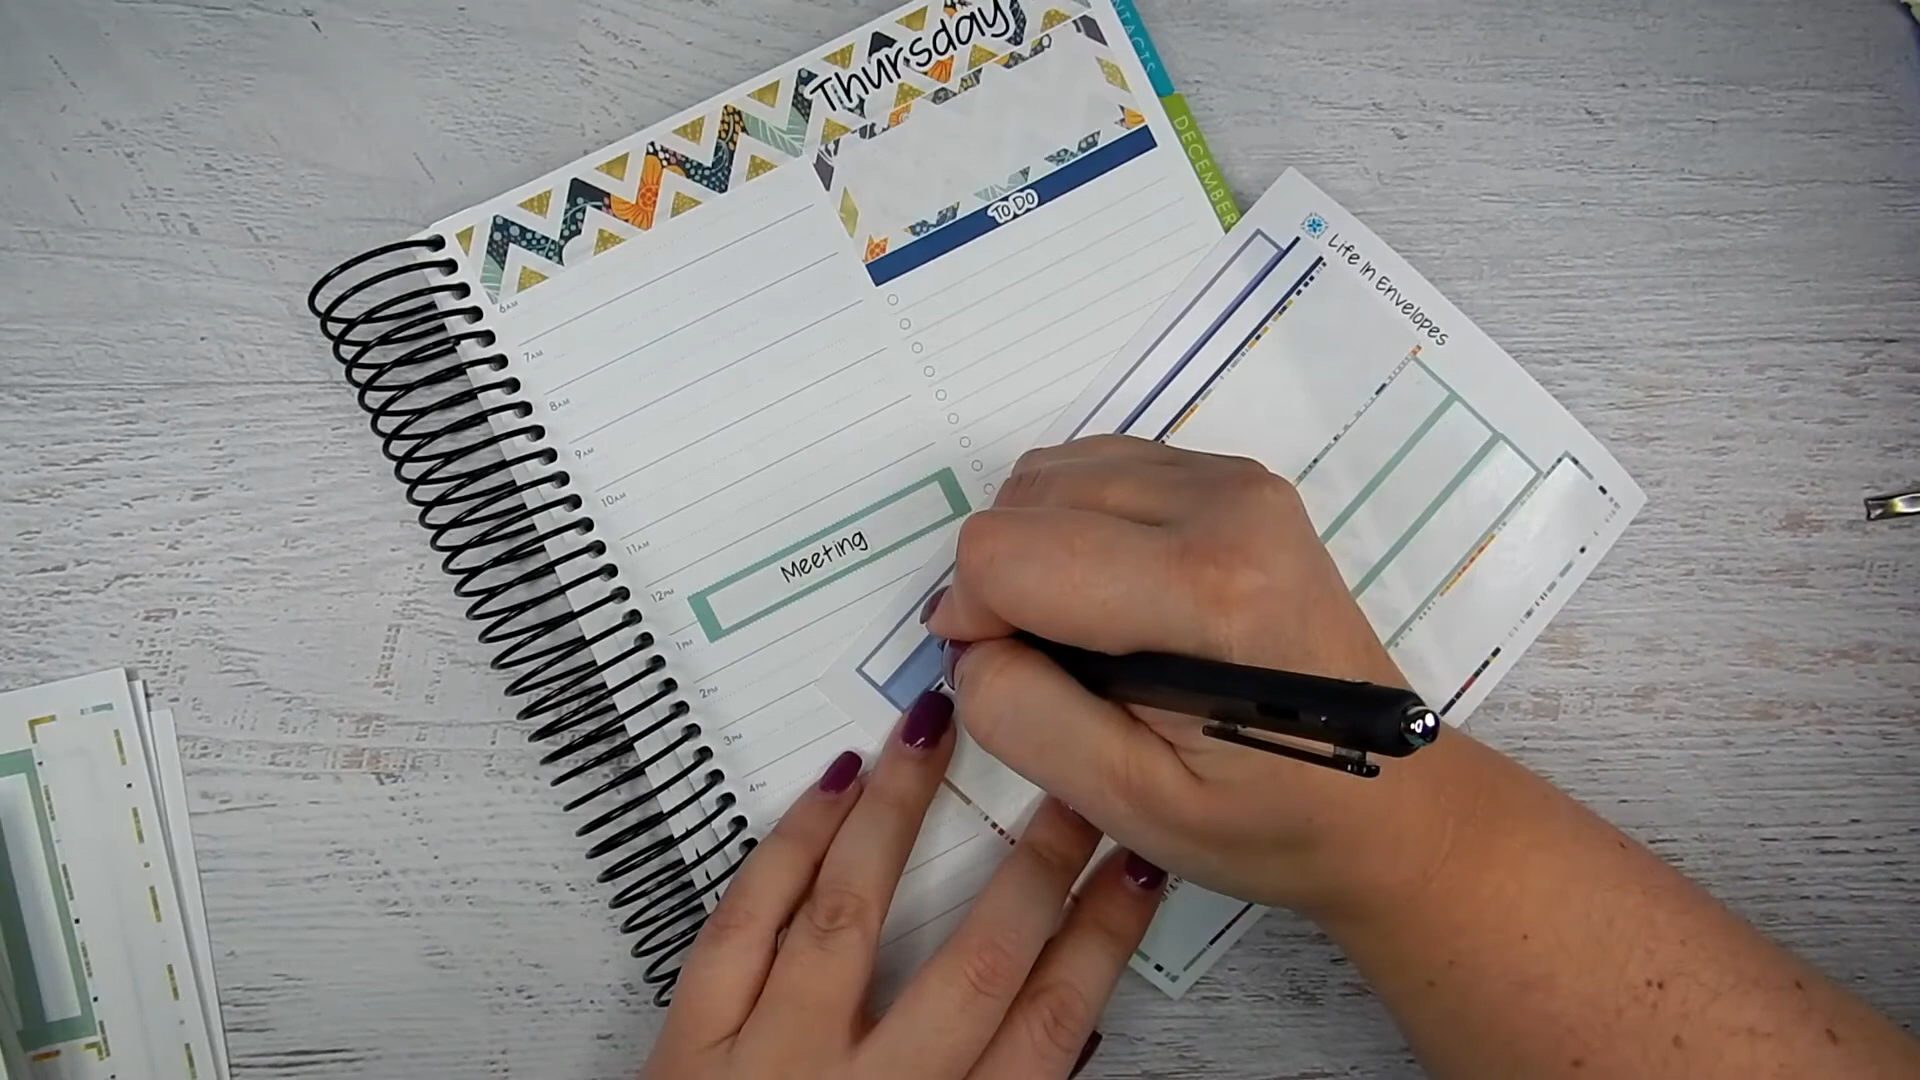 Thursday
TO DO
6AM
7AM
8AM
9AM
10AM
11AM
12PM
Meeting
1PM
2PM
3PM
4PM
NTACTS
DECEMBER
Life In Envelopes